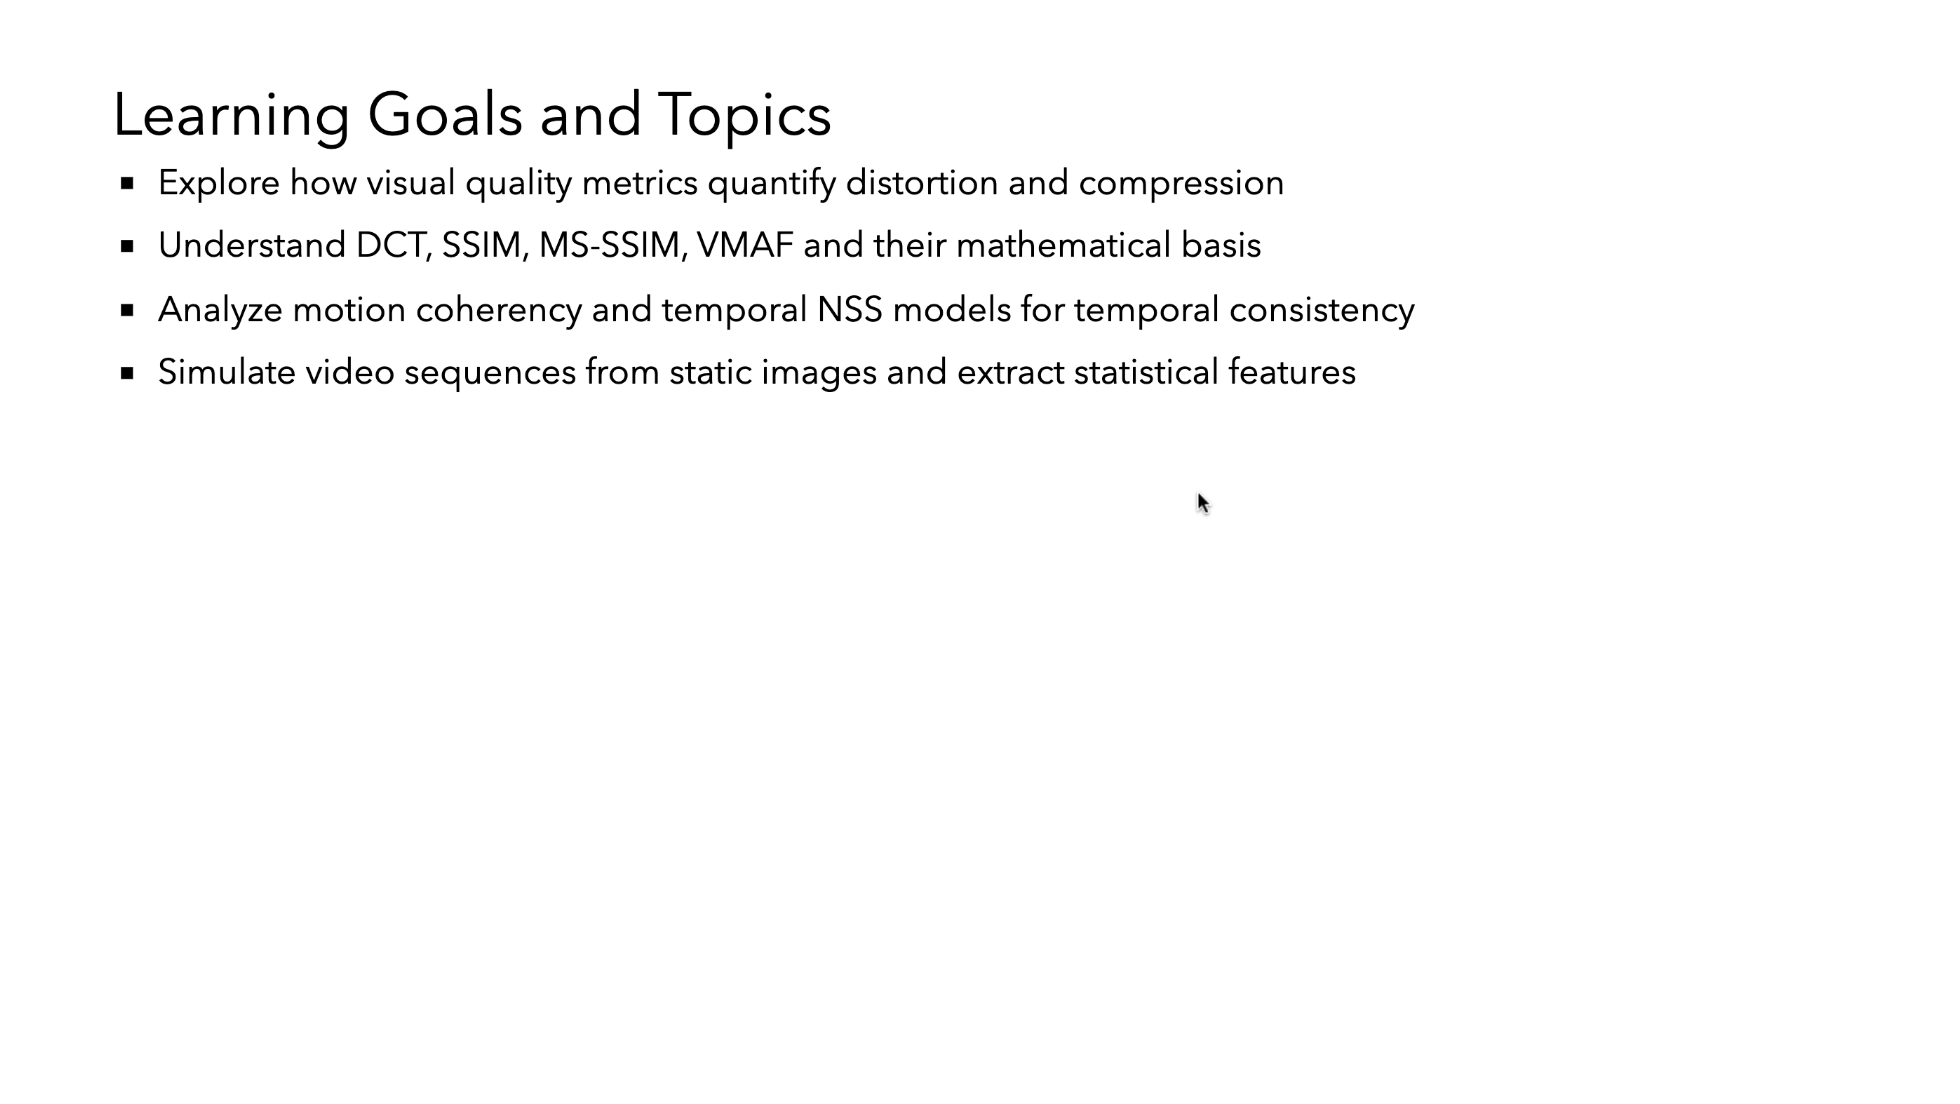 Learning Goals and Topics
▪ Explore how visual quality metrics quantify distortion and compression
▪ Understand DCT, SSIM, MS-SSIM, VMAF and their mathematical basis
▪ Analyze motion coherency and temporal NSS models for temporal consistency
▪ Simulate video sequences from static images and extract statistical features